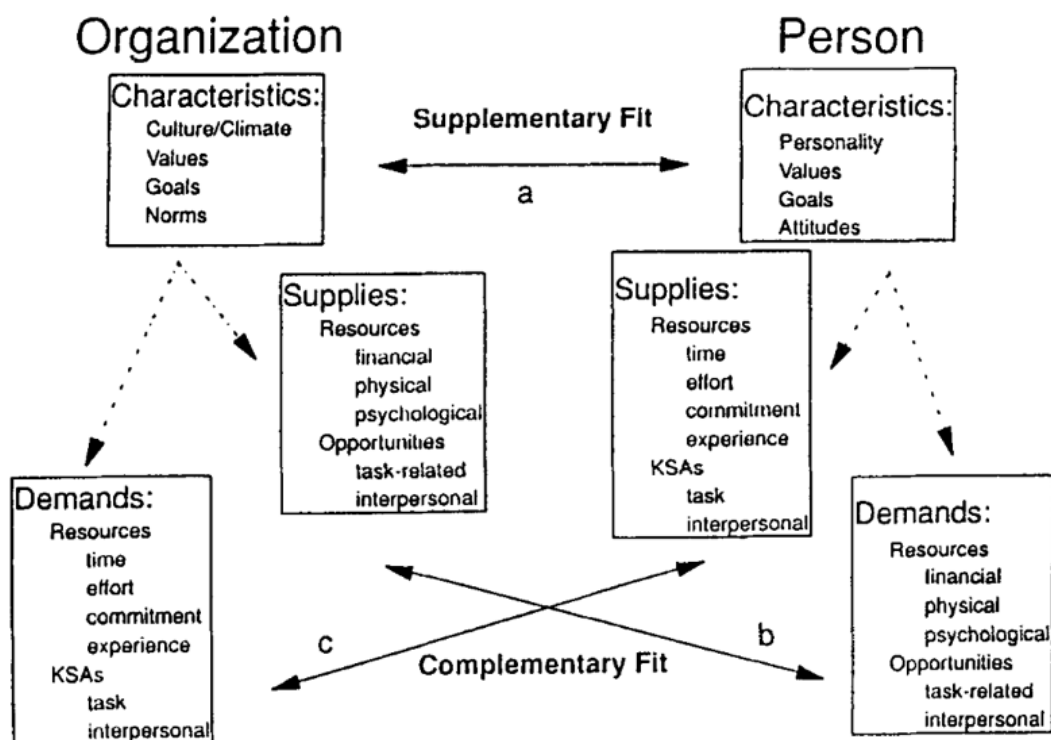 Organization
Person
Characteristics:
Culture/Climate
Values
Goals
Norms
Supplementary Fit
a
Characteristics:
Personality
Values
Goals
Attitudes
Supplies:
Resources
financial
physical
psychological
Opportunities
task-related
interpersonal
Supplies:
Resources
time
effort
commitment
experience
KSAs
task
interpersonal
Demands:
Resources
time
effort
commitment
experience
KSAs
task
interpersonal
c
Complementary Fit
b
Demands:
Resources
financial
physical
psychological
Opportunities
task-related
interpersonal